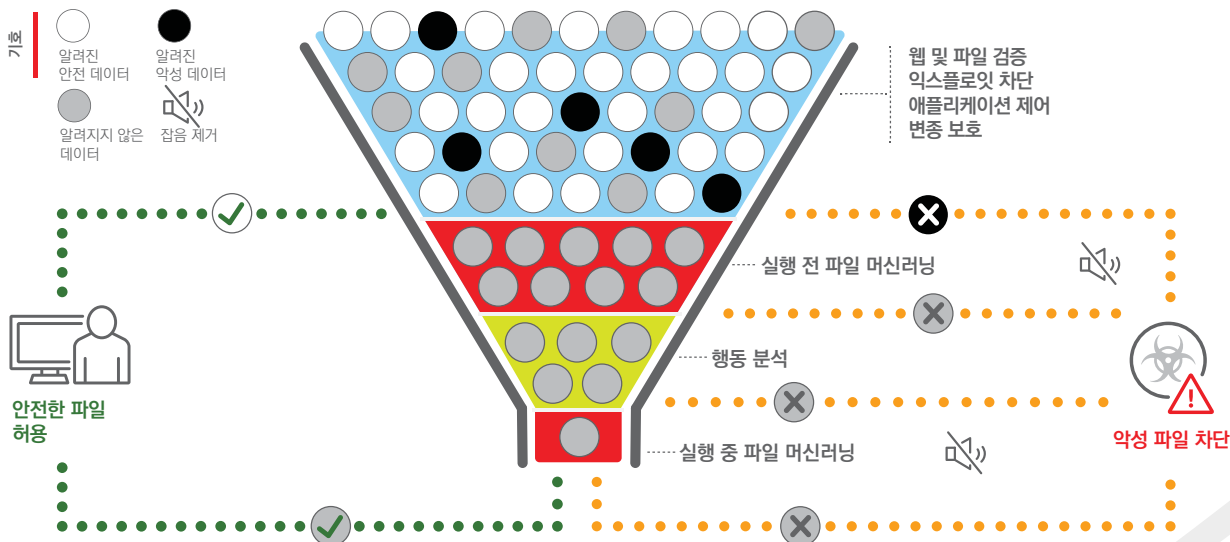 기호
알려진
안전 데이터
알려진
악성 데이터
알려지지 않은
데이터
잡음 제거
웹 및 파일 검증
익스플로잇 차단
애플리케이션 제어
변종 보호
실행 전 파일 머신러닝
행동 분석
안전한 파일
허용
악성 파일 차단
실행 중 파일 머신러닝